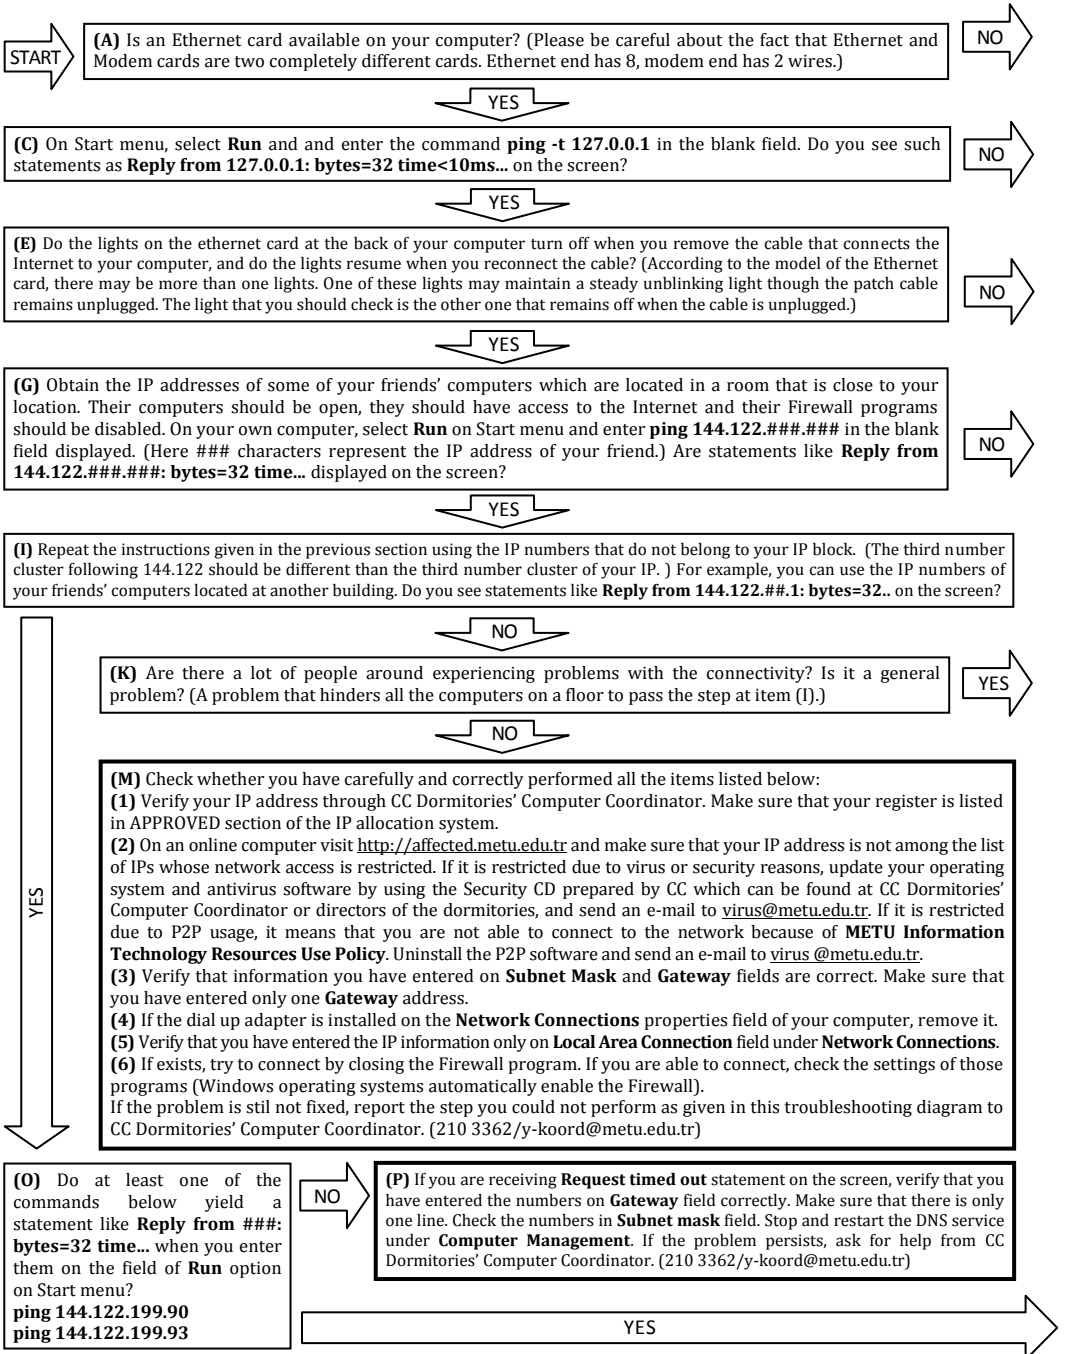 START
(A) Is an Ethernet card available on your computer? (Please be careful about the fact that Ethernet and
Modem cards are two completely different cards. Ethernet end has 8, modem end has 2 wires.)
NO
YES
(C) On Start menu, select Run and and enter the command ping -t 127.0.0.1 in the blank field. Do you see such
statements as Reply from 127.0.0.1: bytes=32 time<10ms... on the screen?
NO
YES
(E) Do the lights on the ethernet card at the back of your computer turn off when you remove the cable that connects the
Internet to your computer, and do the lights resume when you reconnect the cable? (According to the model of the Ethernet
card, there may be more than one lights. One of these lights may maintain a steady unblinking light though the patch cable
remains unplugged. The light that you should check is the other one that remains off when the cable is unplugged.)
NO
YES
(G) Obtain the IP addresses of some of your friends' computers which are located in a room that is close to your
location. Their computers should be open, they should have access to the Internet and their Firewall programs
should be disabled. On your own computer, select Run on Start menu and enter ping 144.122.###.### in the blank
field displayed. (Here ### characters represent the IP address of your friend.) Are statements like Reply from
144.122.###.###: bytes=32 time... displayed on the screen?
NO
YES
(I) Repeat the instructions given in the previous section using the IP numbers that do not belong to your IP block. (The third number
cluster following 144.122 should be different than the third number cluster of your IP. ) For example, you can use the IP numbers of
your friends' computers located at another building. Do you see statements like Reply from 144.122.##.1: bytes=32.. on the screen?
YES
NO
(K) Are there a lot of people around experiencing problems with the connectivity? Is it a general
problem? (A problem that hinders all the computers on a floor to pass the step at item (I).)
YES
NO
(M) Check whether you have carefully and correctly performed all the items listed below:
(1) Verify your IP address through CC Dormitories' Computer Coordinator. Make sure that your register is listed
in APPROVED section of the IP allocation system.
(2) On an online computer visit http://affected.metu.edu.tr and make sure that your IP address is not among the list
of IPs whose network access is restricted. If it is restricted due to virus or security reasons, update your operating
system and antivirus software by using the Security CD prepared by CC which can be found at CC Dormitories'
Computer Coordinator or directors of the dormitories, and send an e-mail to virus@metu.edu.tr. If it is restricted
due to P2P usage, it means that you are not able to connect to the network because of METU Information
Technology Resources Use Policy. Uninstall the P2P software and send an e-mail to virus @metu.edu.tr.
(3) Verify that information you have entered on Subnet Mask and Gateway fields are correct. Make sure that
you have entered only one Gateway address.
(4) If the dial up adapter is installed on the Network Connections properties field of your computer, remove it.
(5) Verify that you have entered the IP information only on Local Area Connection field under Network Connections.
(6) If exists, try to connect by closing the Firewall program. If you are able to connect, check the settings of those
programs (Windows operating systems automatically enable the Firewall).
If the problem is stil not fixed, report the step you could not perform as given in this troubleshooting diagram to
CC Dormitories' Computer Coordinator. (210 3362/y-koord@metu.edu.tr)
(O) Do at least one of the
commands below yield a
statement like Reply from ###:
bytes=32 time... when you enter
them on the field of Run option
on Start menu?
ping 144.122.199.90
ping 144.122.199.93
NO
(P) If you are receiving Request timed out statement on the screen, verify that you
have entered the numbers on Gateway field correctly. Make sure that there is only
one line. Check the numbers in Subnet mask field. Stop and restart the DNS service
under Computer Management. If the problem persists, ask for help from CC
Dormitories' Computer Coordinator. (210 3362/y-koord@metu.edu.tr)
YES